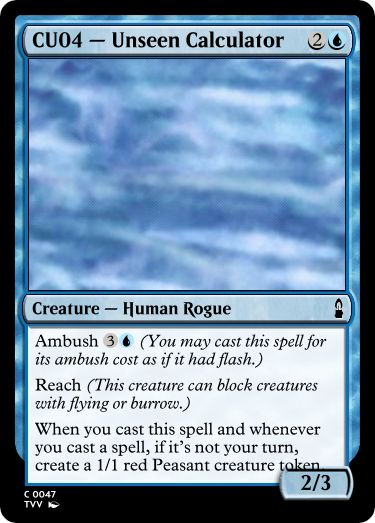 CU04 — Unseen Calculator 2
Creature — Human Rogue
Ambush 3 (You may cast this spell for
its ambush cost as if it had flash.)
Reach (This creature can block creatures
with flying or burrow.)
When you cast this spell and whenever
you cast a spell, if it's not your turn,
create a 1/1 red Peasant creature token.
2/3
C 0047
TVV